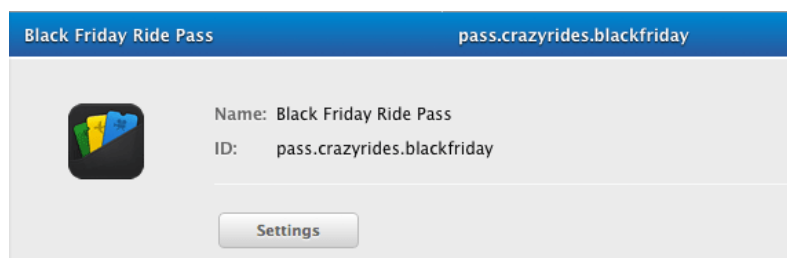 Black Friday Ride Pass pass.crazyrides.blackfriday
Name: Black Friday Ride Pass
ID: pass.crazyrides.blackfriday
Settings